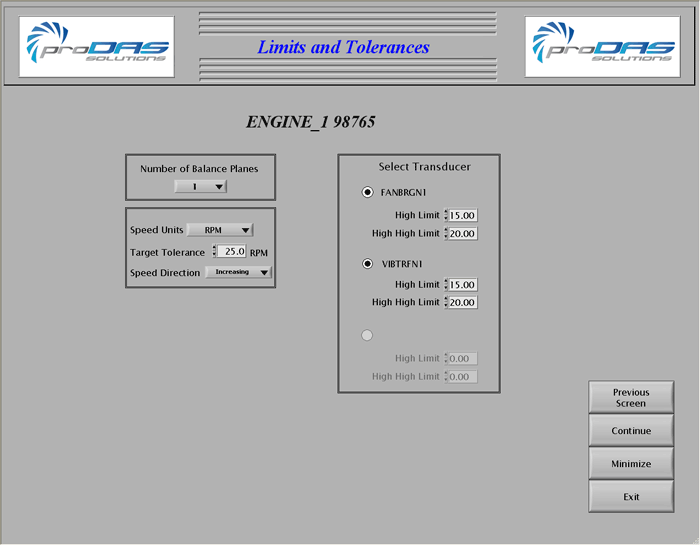 proDAS
SOLUTIONS
Limits and Tolerances
proDAS
SOLUTIONS
ENGINE_1 98765
Number of Balance Planes
1
Speed Units RPM
Target Tolerance 25.0 RPM
Speed Direction Increasing
Select Transducer
FANBRGN1
High Limit 15.00
High High Limit 20.00
VIBTRFN1
High Limit 15.00
High High Limit 20.00
High Limit 0.00
High High Limit 0.00
Previous
Screen
Continue
Minimize
Exit